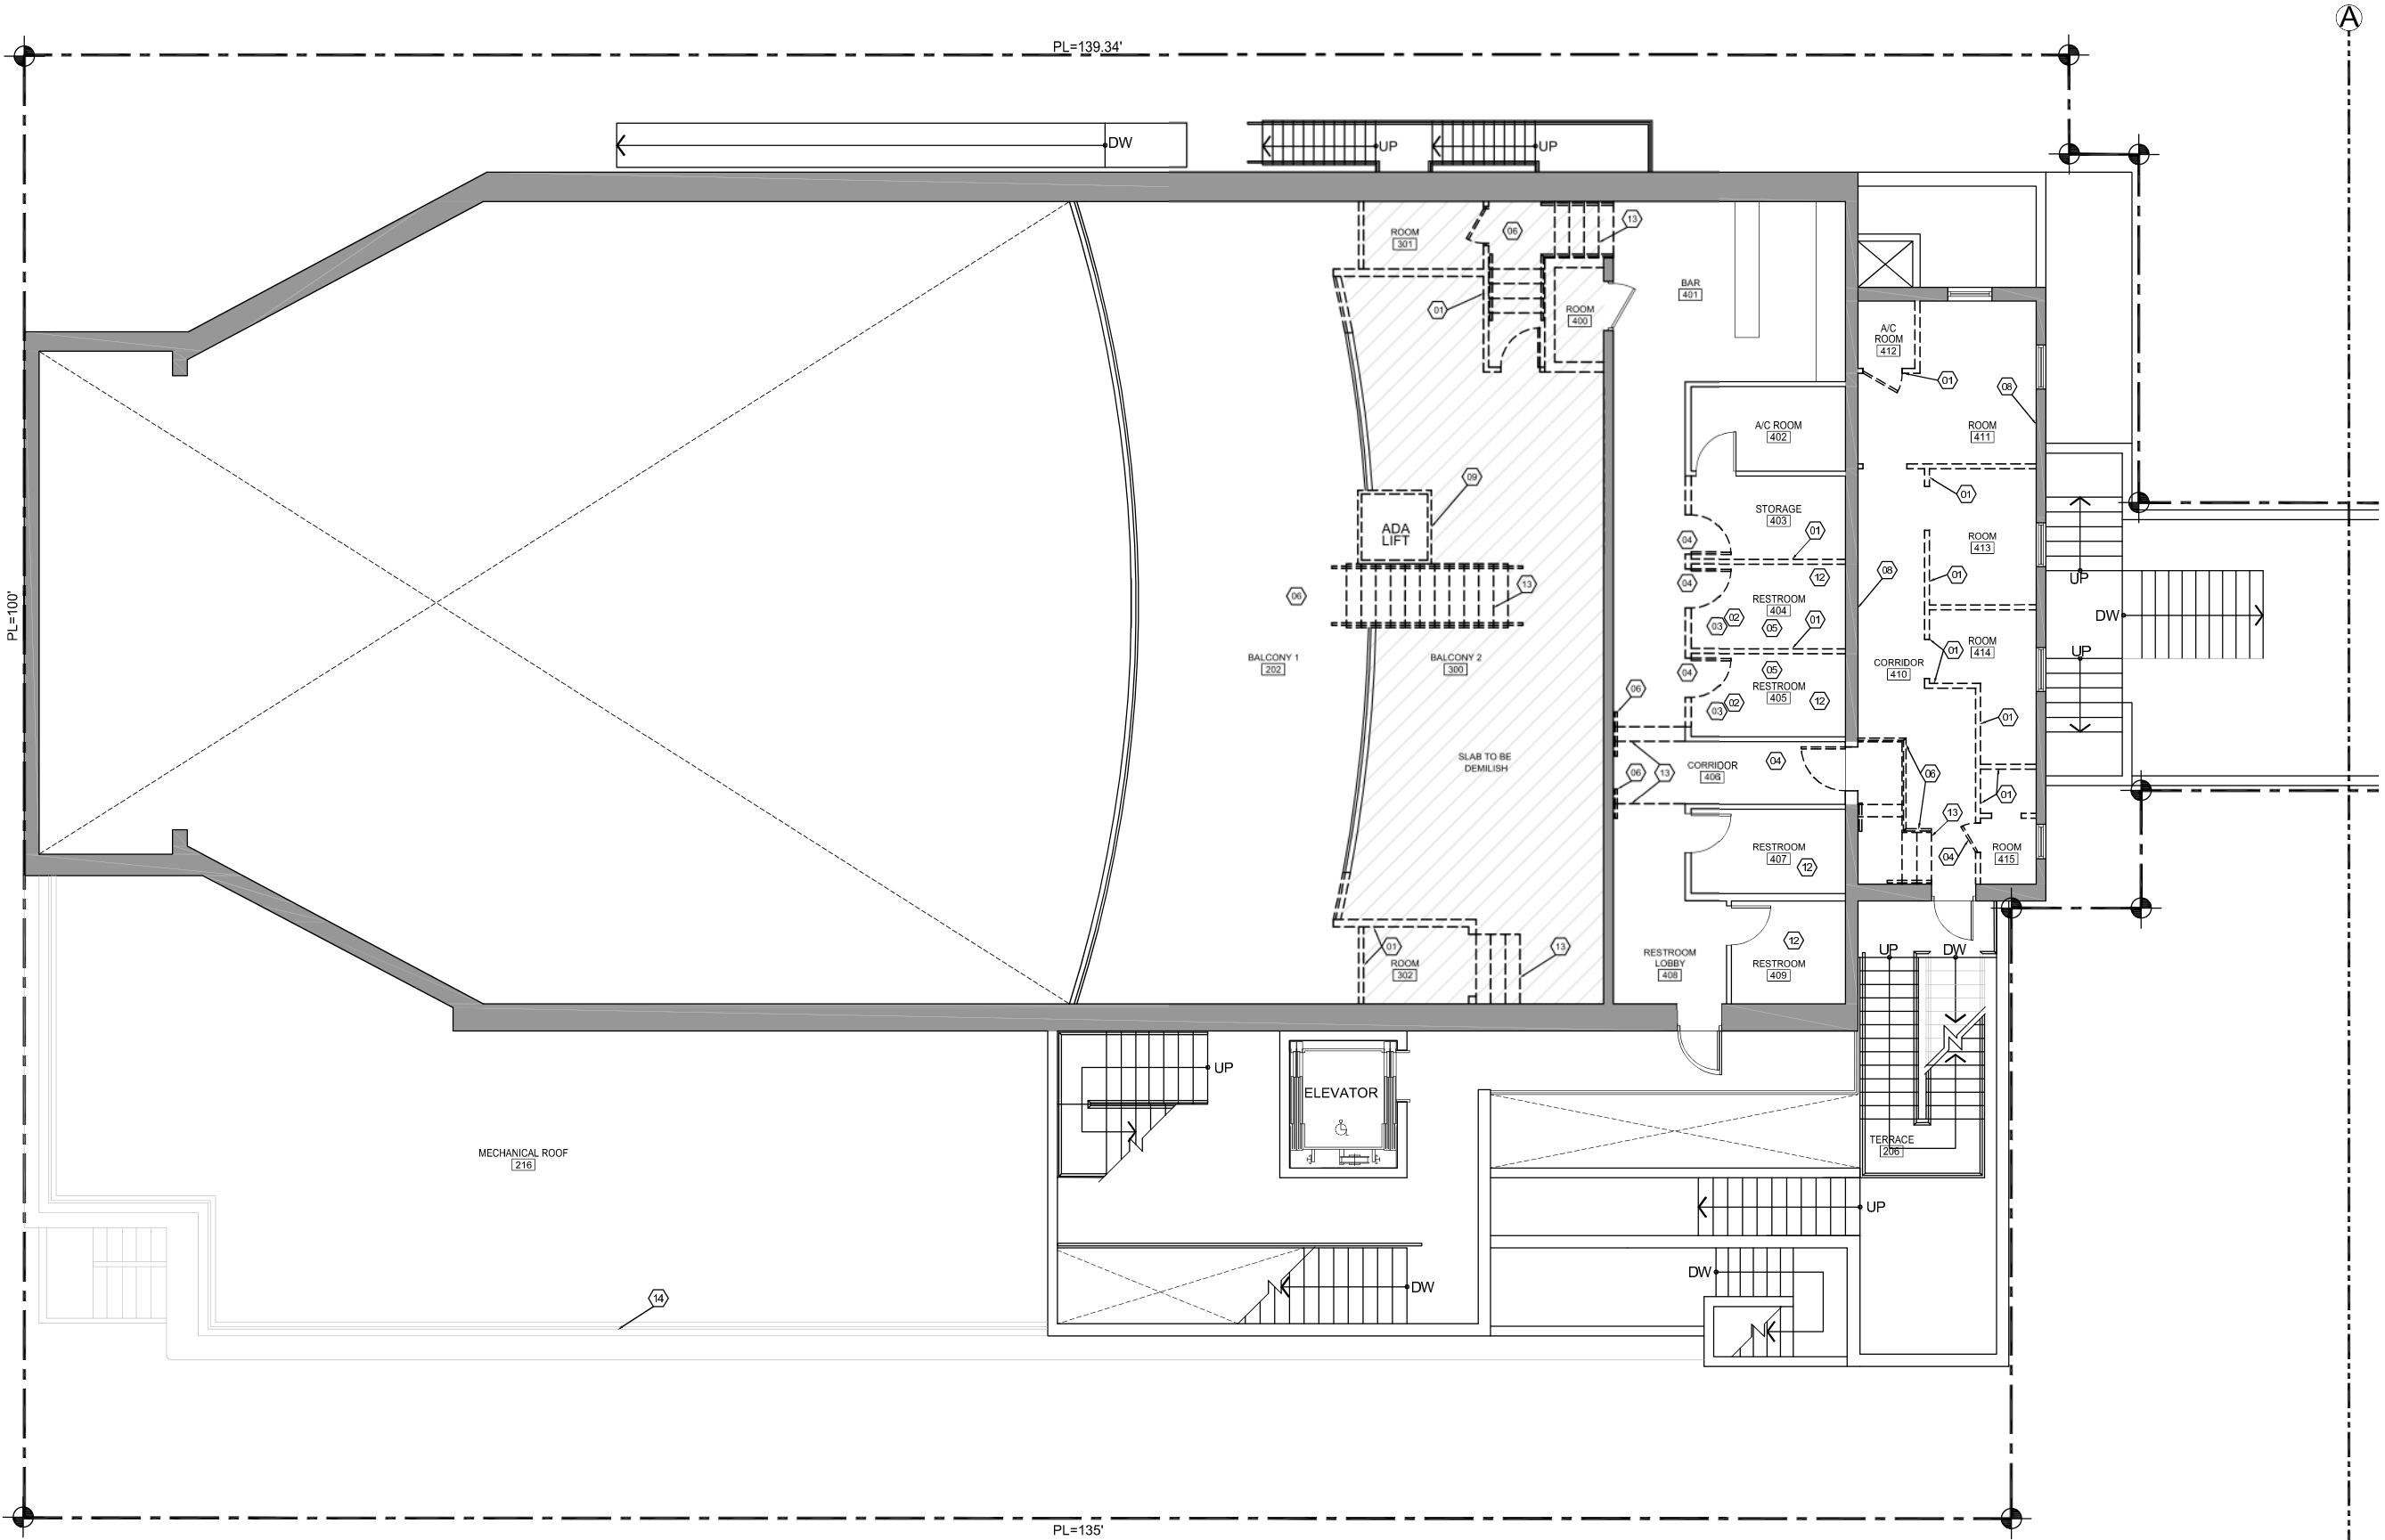 A
PL=139.34'
DW
UP
UP
ROOM
301
06
13
BAR
401
01
ROOM
400
A/C
ROOM
412
01
08
A/C ROOM
402
ROOM
411
09
01
ADA
LIFT
STORAGE
403
01
04
ROOM
413
13
04
12
08
01
UP
06
RESTROOM
404
03
02
05
01
DW
PL=100'
BALCONY 1
202
BALCONY 2
300
04
05
CORRIDOR
410
ROOM
414
01
UP
06
RESTROOM
405
03
02
12
01
SLAB TO BE
DEMILISH
06
13
CORRIDOR
406
04
06
01
13
RESTROOM
407
12
04
ROOM
415
01
ROOM
302
13
RESTROOM
LOBBY
408
12
RESTROOM
409
UP
DW
UP
ELEVATOR
MECHANICAL ROOF
216
TERRACE
206
UP
DW
DW
14
PL=135'